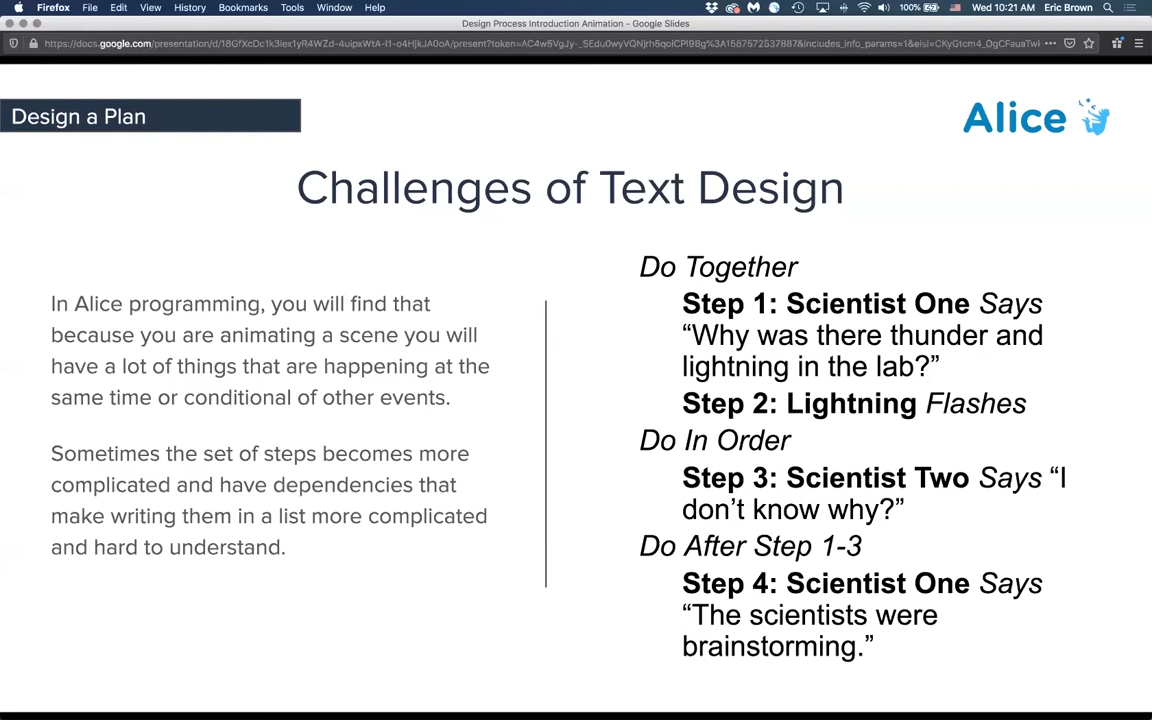 Firefox File Edit View History Bookmarks Tools Window Help 100% Wed 10:21 AM Eric Brown
Design Process Introduction Animation - Google Slides
Design a Plan
Alice
Challenges of Text Design
In Alice programming, you will find that
because you are animating a scene you will
have a lot of things that are happening at the
same time or conditional of other events.
Sometimes the set of steps becomes more
complicated and have dependencies that
make writing them in a list more complicated
and hard to understand.
Do Together
Step 1: Scientist One Says
“Why was there thunder and
lightning in the lab?”
Step 2: Lightning Flashes
Do In Order
Step 3: Scientist Two Says “I
don’t know why?”
Do After Step 1-3
Step 4: Scientist One Says
“The scientists were
brainstorming.”